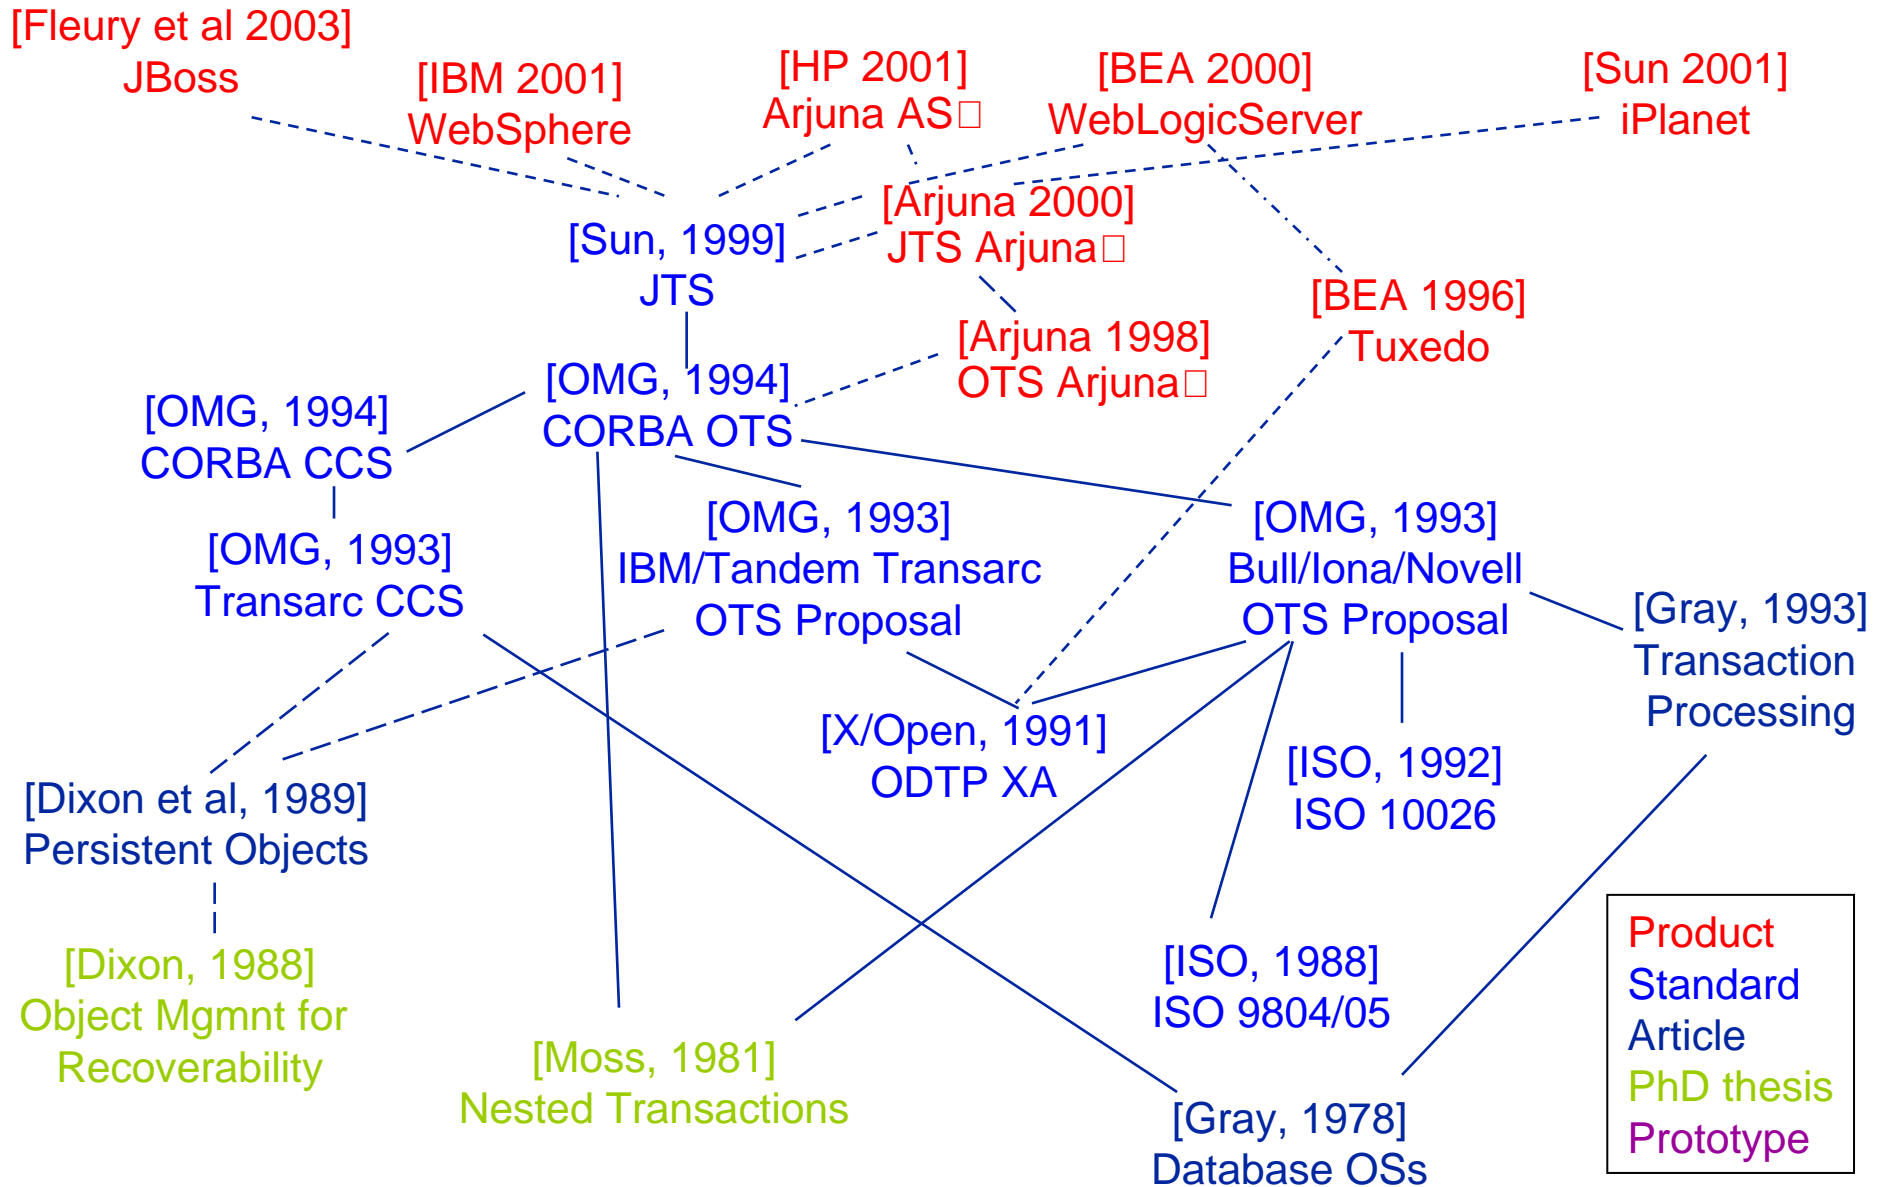 [Fleury et al 2003]
JBoss
[IBM 2001]
WebSphere
[HP 2001]
Arjuna AS□
[BEA 2000]
WebLogicServer
[Sun 2001]
iPlanet
[Sun, 1999]
JTS
[Arjuna 2000]
JTS Arjuna□
[BEA 1996]
Tuxedo
[Arjuna 1998]
OTS Arjuna□
[OMG, 1994]
CORBA CCS
[OMG, 1994]
CORBA OTS
[OMG, 1993]
Transarc CCS
[OMG, 1993]
IBM/Tandem Transarc
OTS Proposal
[OMG, 1993]
Bull/Iona/Novell
OTS Proposal
[Gray, 1993]
Transaction
Processing
[X/Open, 1991]
ODTP XA
[ISO, 1992]
ISO 10026
[Dixon et al, 1989]
Persistent Objects
[Dixon, 1988]
Object Mgmnt for
Recoverability
[Moss, 1981]
Nested Transactions
[ISO, 1988]
ISO 9804/05
[Gray, 1978]
Database OSs
Product
Standard
Article
PhD thesis
Prototype